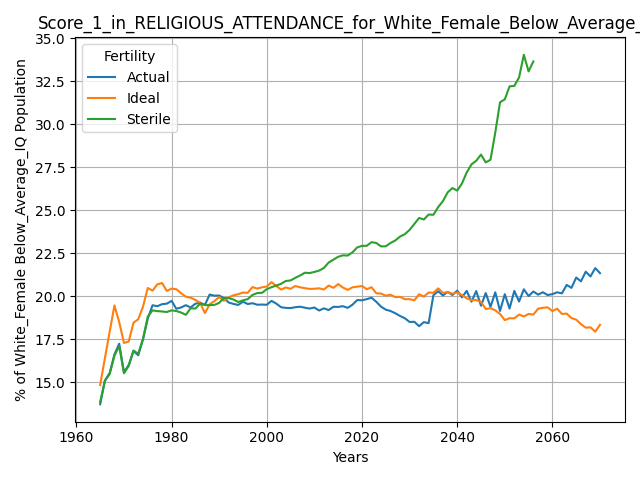 Score_1_in_RELIGIOUS_ATTENDANCE_for_White_Female_Below_Average_
35.0
32.5
30.0
27.5
25.0
22.5
20.0
17.5
15.0
% of White_Female Below_Average_IQ Population
Fertility
Actual
Ideal
Sterile
1960
1980
2000
2020
2040
2060
Years